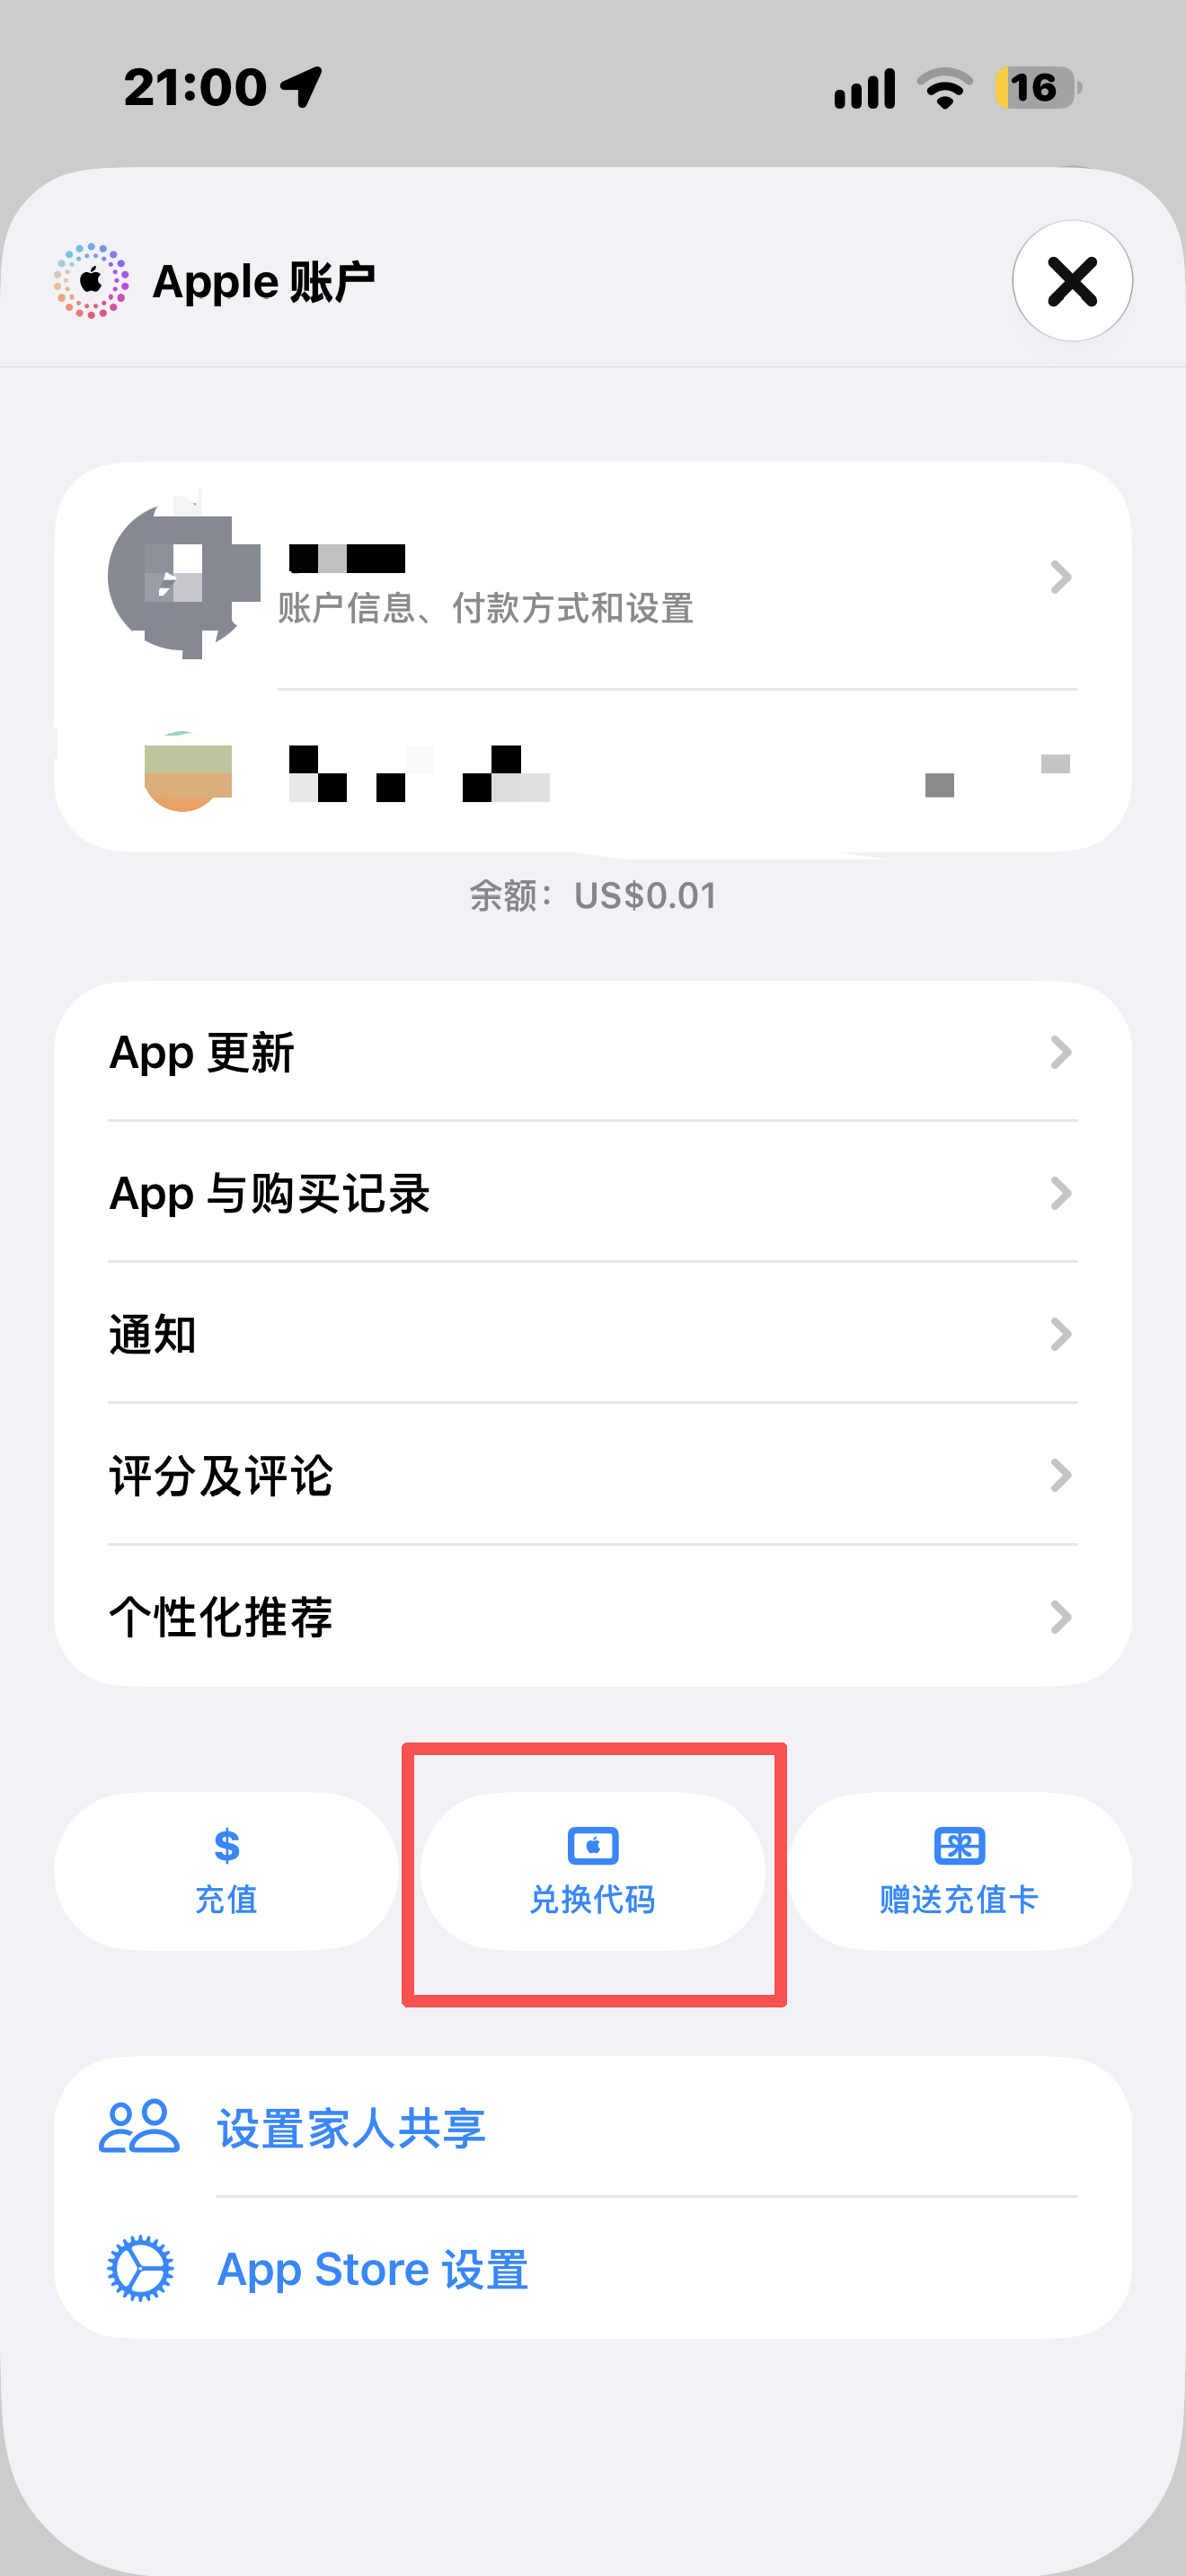 21:00
16
Apple 账户
账户信息、付款方式和设置
余额：US$0.01
App 更新
App 与购买记录
通知
评分及评论
个性化推荐
$
充值
兑换代码
赠送充值卡
设置家人共享
App Store 设置